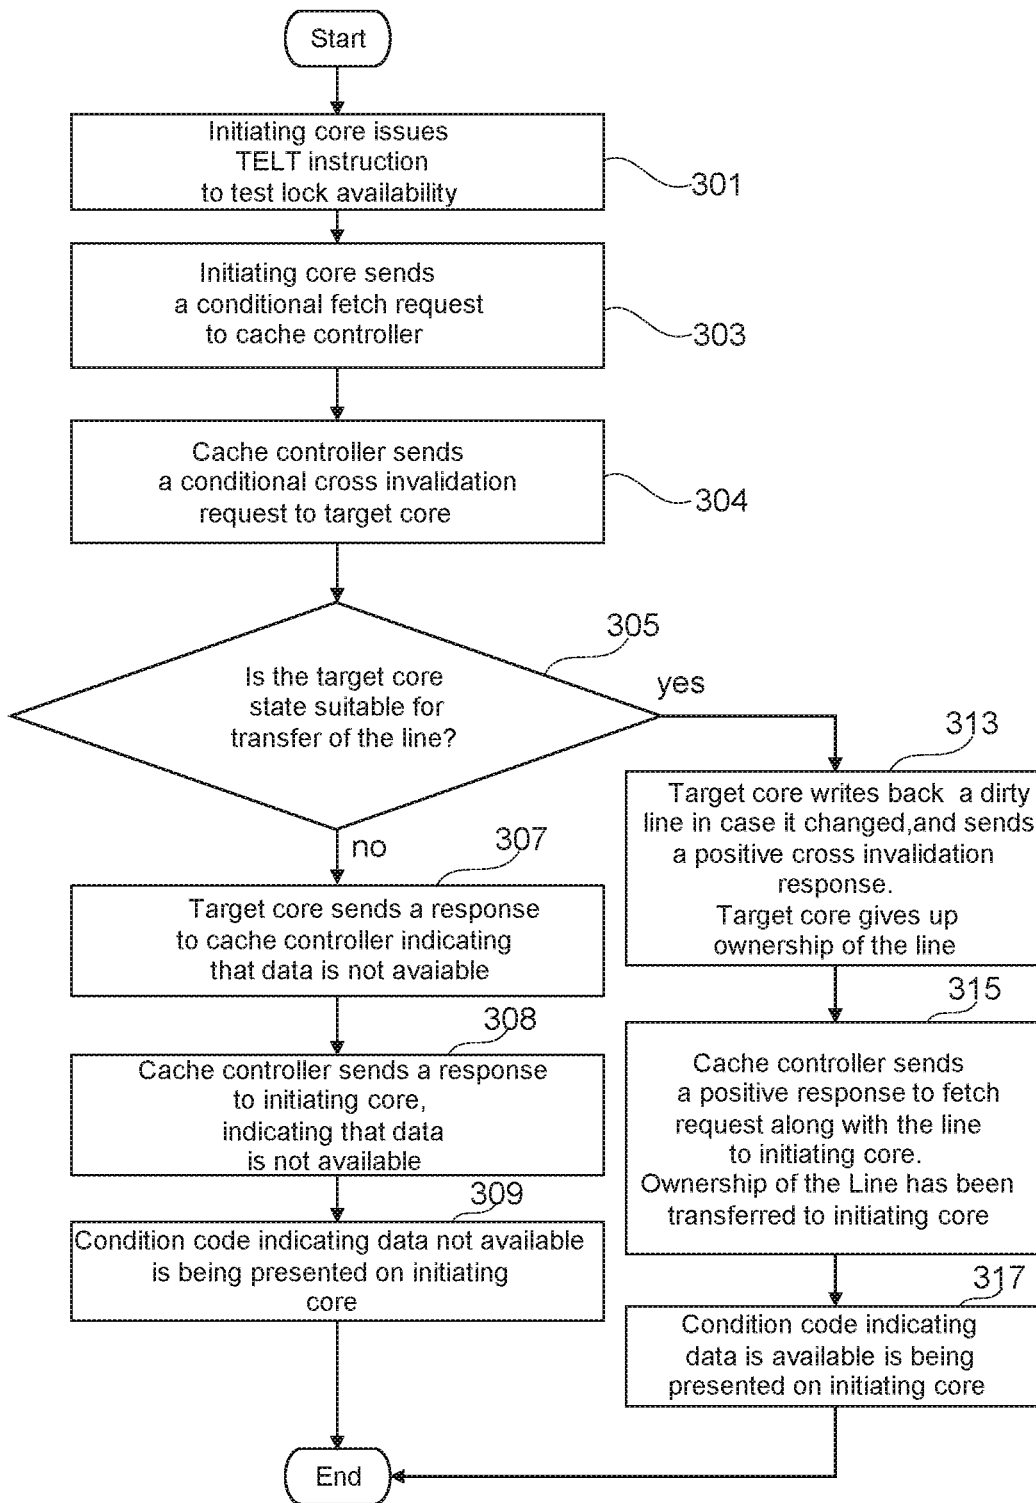 Start
Initiating core issues
TELT instruction
to test lock availability
301
Initiating core sends
a conditional fetch request
to cache controller
303
Cache controller sends
a conditional cross invalidation
request to target core
304
305
Is the target core
state suitable for
transfer of the line?
yes
no
307
Target core sends a response
to cache controller indicating
that data is not avaiable
308
Cache controller sends a response
to initiating core,
indicating that data
is not available
309
Condition code indicating data not available
is being presented on initiating
core
313
Target core writes back a dirty
line in case it changed,and sends
a positive cross invalidation
response.
Target core gives up
ownership of the line
315
Cache controller sends
a positive response to fetch
request along with the line
to initiating core.
Ownership of the Line has been
transferred to initiating core
317
Condition code indicating
data is available is being
presented on initiating core
End